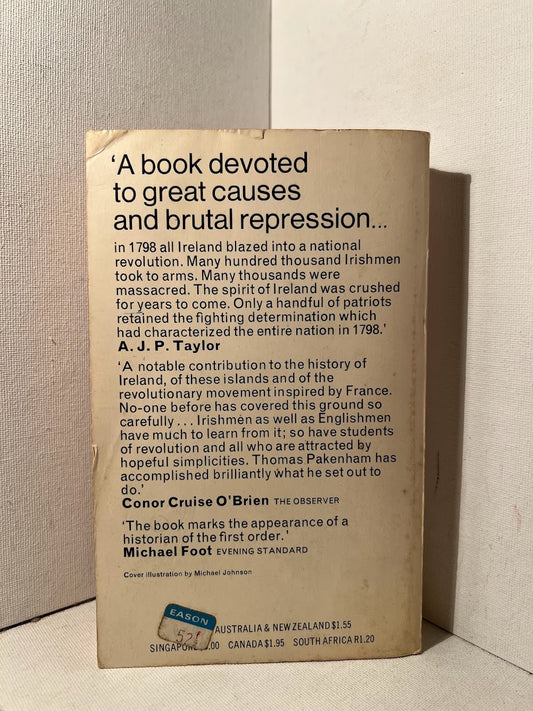 ‘A book devoted
to great causes
and brutal repression...
in 1798 all Ireland blazed into a national
revolution. Many hundred thousand Irishmen
took to arms. Many thousands were
massacred. The spirit of Ireland was crushed
for years to come. Only a handful of patriots
retained the fighting determination which
had characterized the entire nation in 1798.’
A. J. P. Taylor
‘A notable contribution to the history of
Ireland, of these islands and of the
revolutionary movement inspired by France.
No-one before has covered this ground so
carefully . . . Irishmen as well as Englishmen
have much to learn from it; so have students
of revolution and all who are attracted by
hopeful simplicities. Thomas Pakenham has
accomplished brilliantly what he set out to
do.’
Conor Cruise O'Brien THE OBSERVER
‘The book marks the appearance of a
historian of the first order.’
Michael Foot EVENING STANDARD
Cover illustration by Michael Johnson
EASON
AUSTRALIA & NEW ZEALAND $1.55
SINGAPORE .00 CANADA $1.95 SOUTH AFRICA R1.20